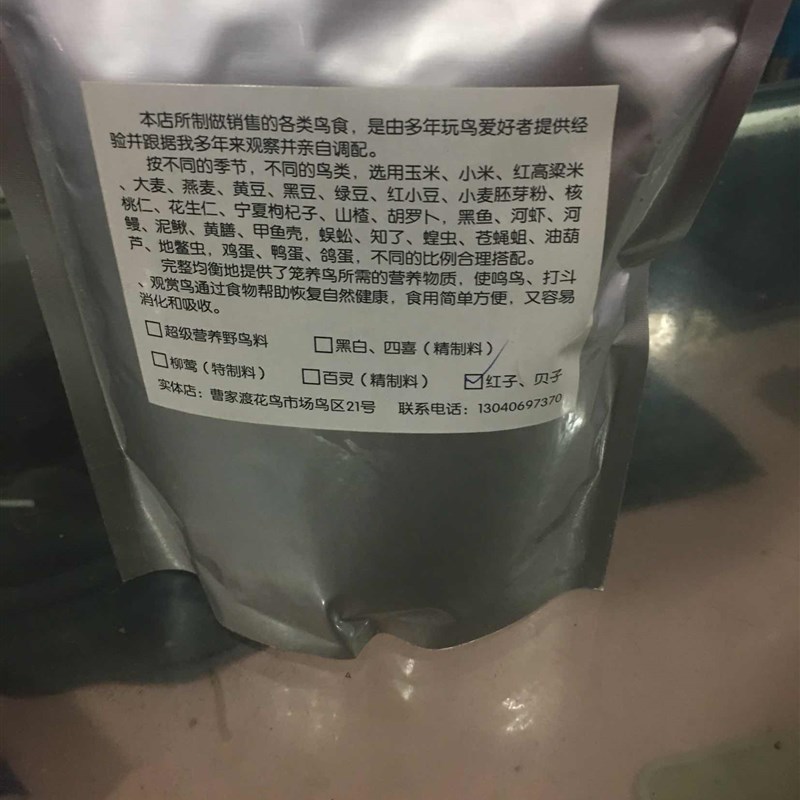 本店所制做销售的各类鸟食，是由多年玩鸟爱好者提供经
验并跟据我多年来观察并亲自调配。
按不同的季节，不同的鸟类，选用玉米、小米、红高粱米
、大麦、燕麦、黄豆、黑豆、绿豆、红小豆、小麦胚芽粉、核
桃仁、花生仁、宁夏枸杞子、山楂、胡罗卜，黑鱼、河虾、河
鳗、泥鳅、黄膳、甲鱼壳，蜈蚣、知了、蝗虫、苍蝇蛆、油葫
芦、地鳖虫，鸡蛋、鸭蛋、鸽蛋，不同的比例合理搭配。
完整均衡地提供了笼养鸟所需的营养物质，使鸣鸟、打斗
、观赏鸟通过食物帮助恢复自然健康，食用简单方便，又容易
消化和吸收。
□超级营养野鸟料 □黑白、四喜（精制料）
□柳莺（特制料） □百灵（精制料） ☑红子、贝子
实体店：曹家渡花鸟市场鸟区21号 联系电话：13040697370